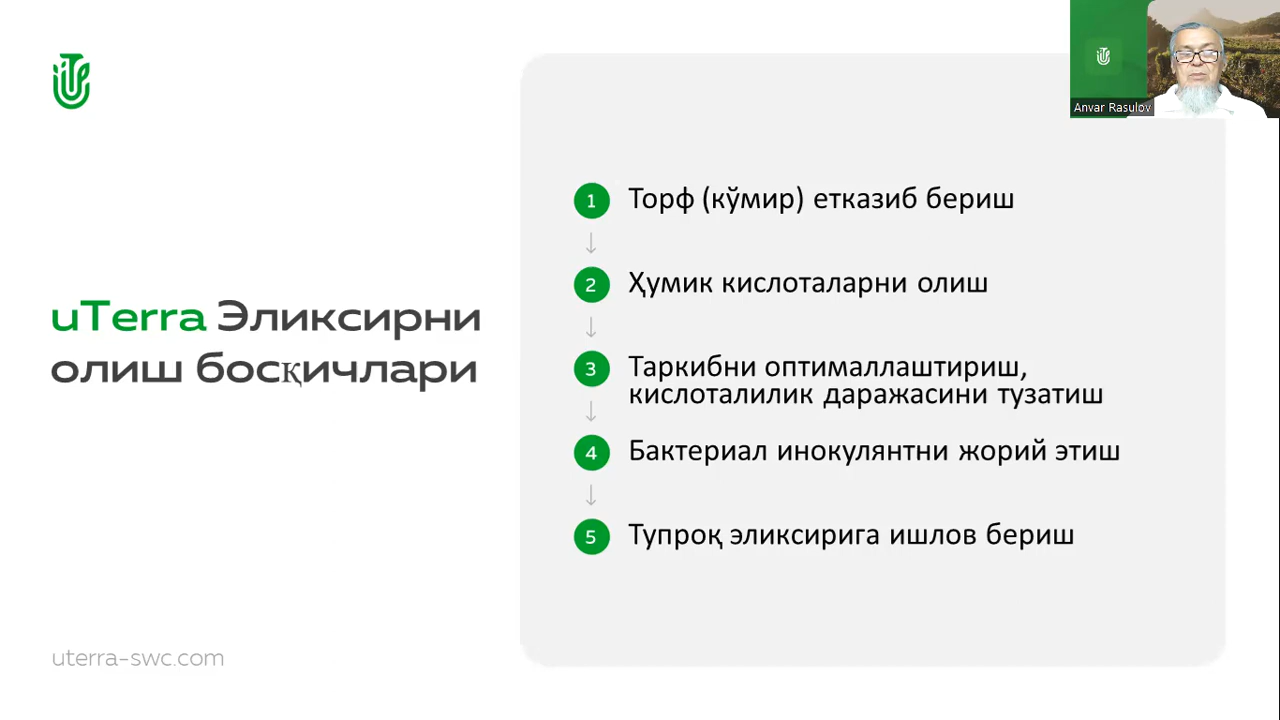 Anvar Rasulov
uTerra Эликсирни
олиш босқичлари
1 Торф (кўмир) етказиб бериш
2 Ҳумик кислоталарни олиш
3 Таркибни оптималлаштириш,
кислоталилик даражасини тузатиш
4 Бактериал инокулянтни жорий этиш
5 Тупроқ эликсирига ишлов бериш
uterra-swc.com